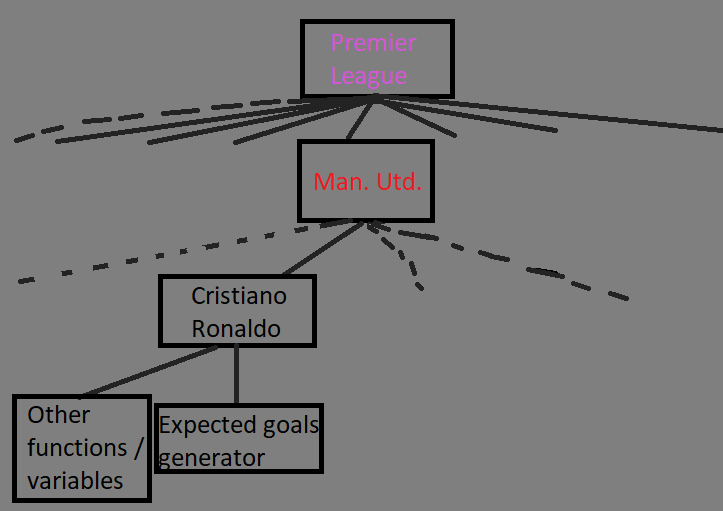 Premier
League
Man. Utd.
Cristiano
Ronaldo
Other
functions /
variables
Expected goals
generator